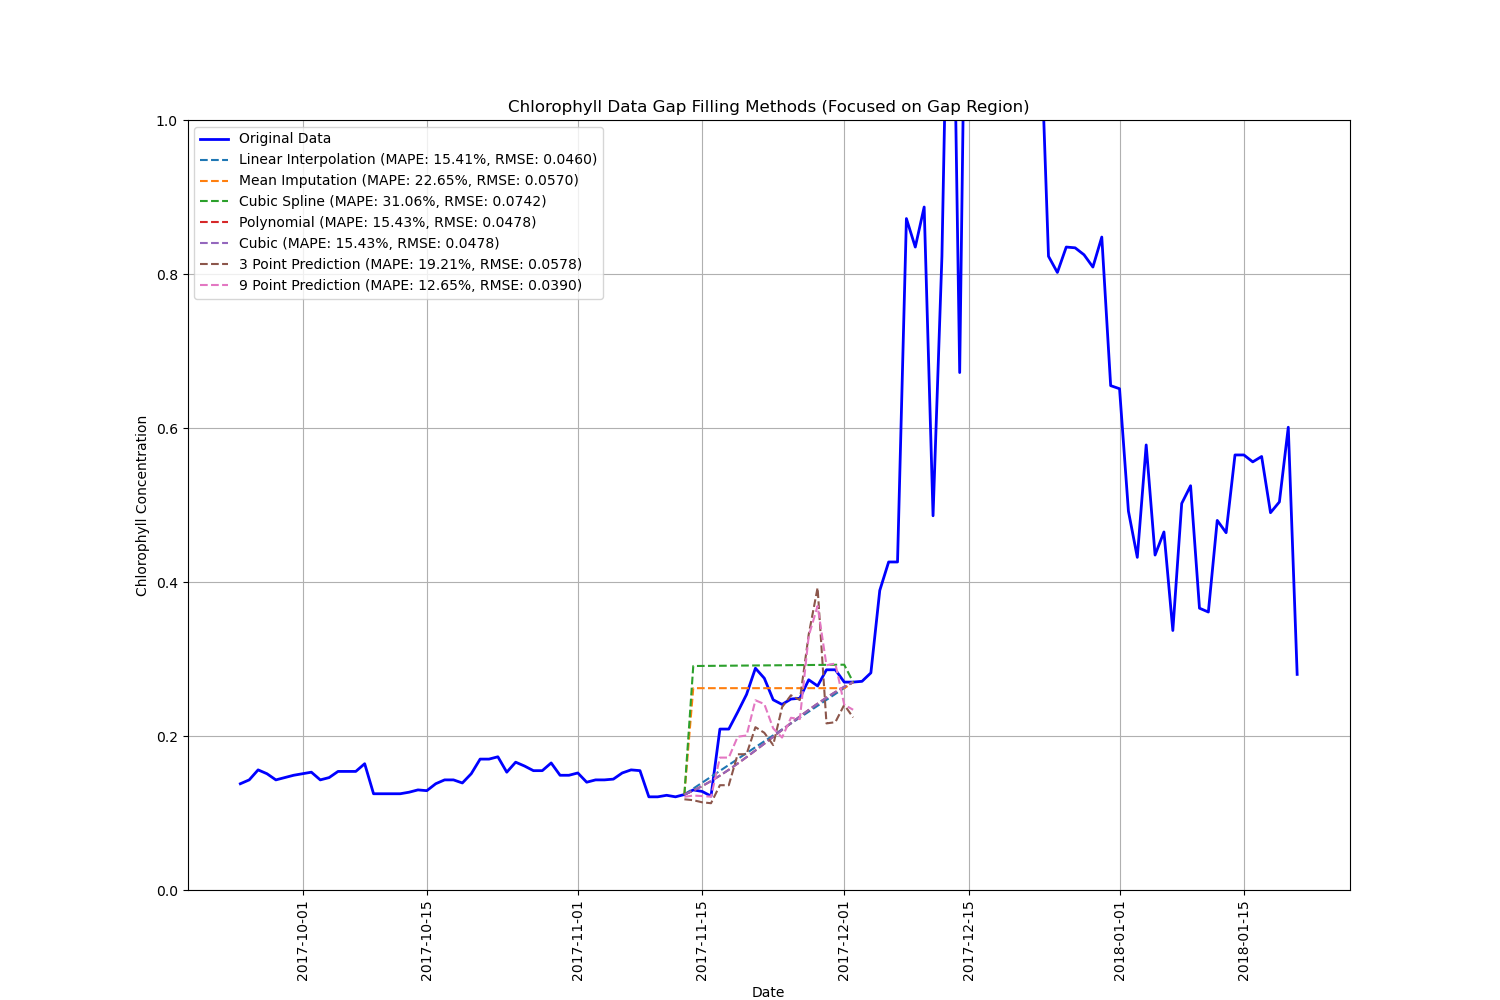 Chlorophyll Data Gap Filling Methods (Focused on Gap Region)
1.0
0.8
0.6
0.4
0.2
0.0
Chlorophyll Concentration
Original Data
Linear Interpolation (MAPE: 15.41%, RMSE: 0.0460)
Mean Imputation (MAPE: 22.65%, RMSE: 0.0570)
Cubic Spline (MAPE: 31.06%, RMSE: 0.0742)
Polynomial (MAPE: 15.43%, RMSE: 0.0478)
Cubic (MAPE: 15.43%, RMSE: 0.0478)
3 Point Prediction (MAPE: 19.21%, RMSE: 0.0578)
9 Point Prediction (MAPE: 12.65%, RMSE: 0.0390)
2017-10-01
2017-10-15
2017-11-01
2017-11-15
2017-12-01
2017-12-15
2018-01-01
2018-01-15
Date